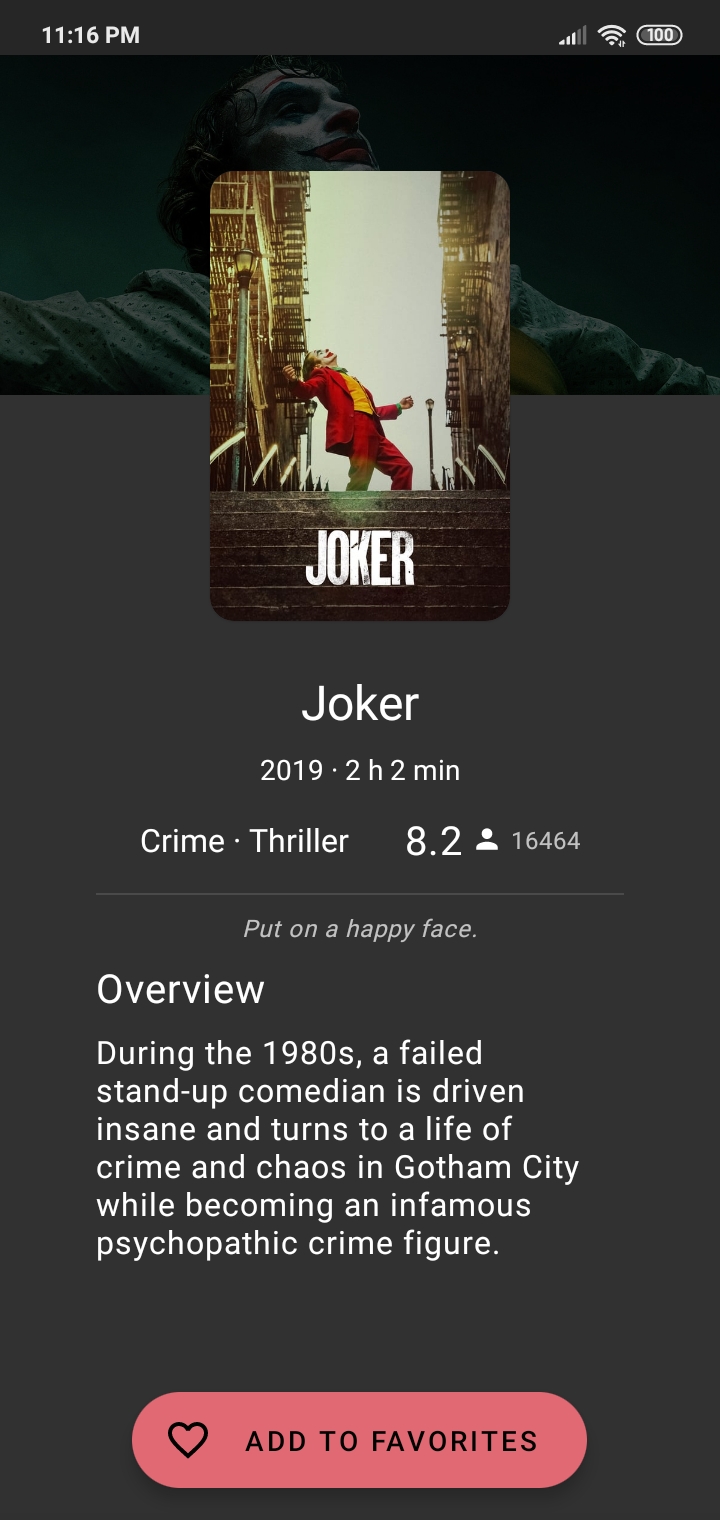 11:16 PM
100
JOKER
Joker
2019 · 2 h 2 min
Crime · Thriller 8.2 16464
Put on a happy face.
Overview
During the 1980s, a failed
stand-up comedian is driven
insane and turns to a life of
crime and chaos in Gotham City
while becoming an infamous
psychopathic crime figure.
ADD TO FAVORITES